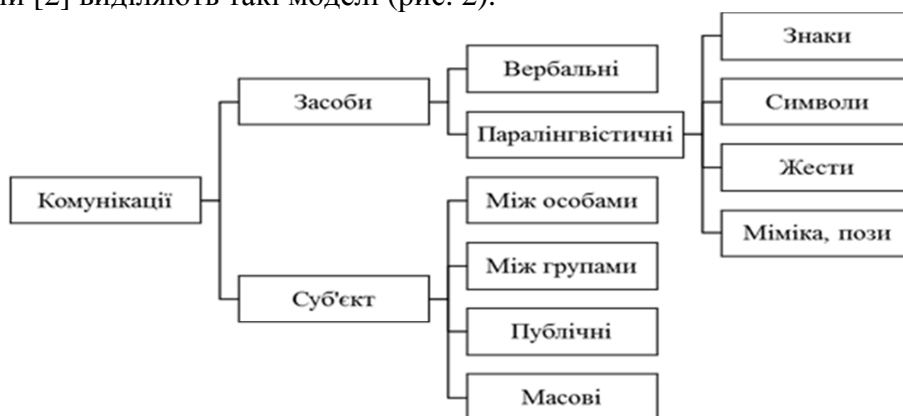 [2] виділяють такі моделі (рис. 2).
Комунікації
Засоби
Вербальні
Паралінгвістичні
Знаки
Символи
Жести
Міміка, пози
Суб'єкт
Між особами
Між групами
Публічні
Масові